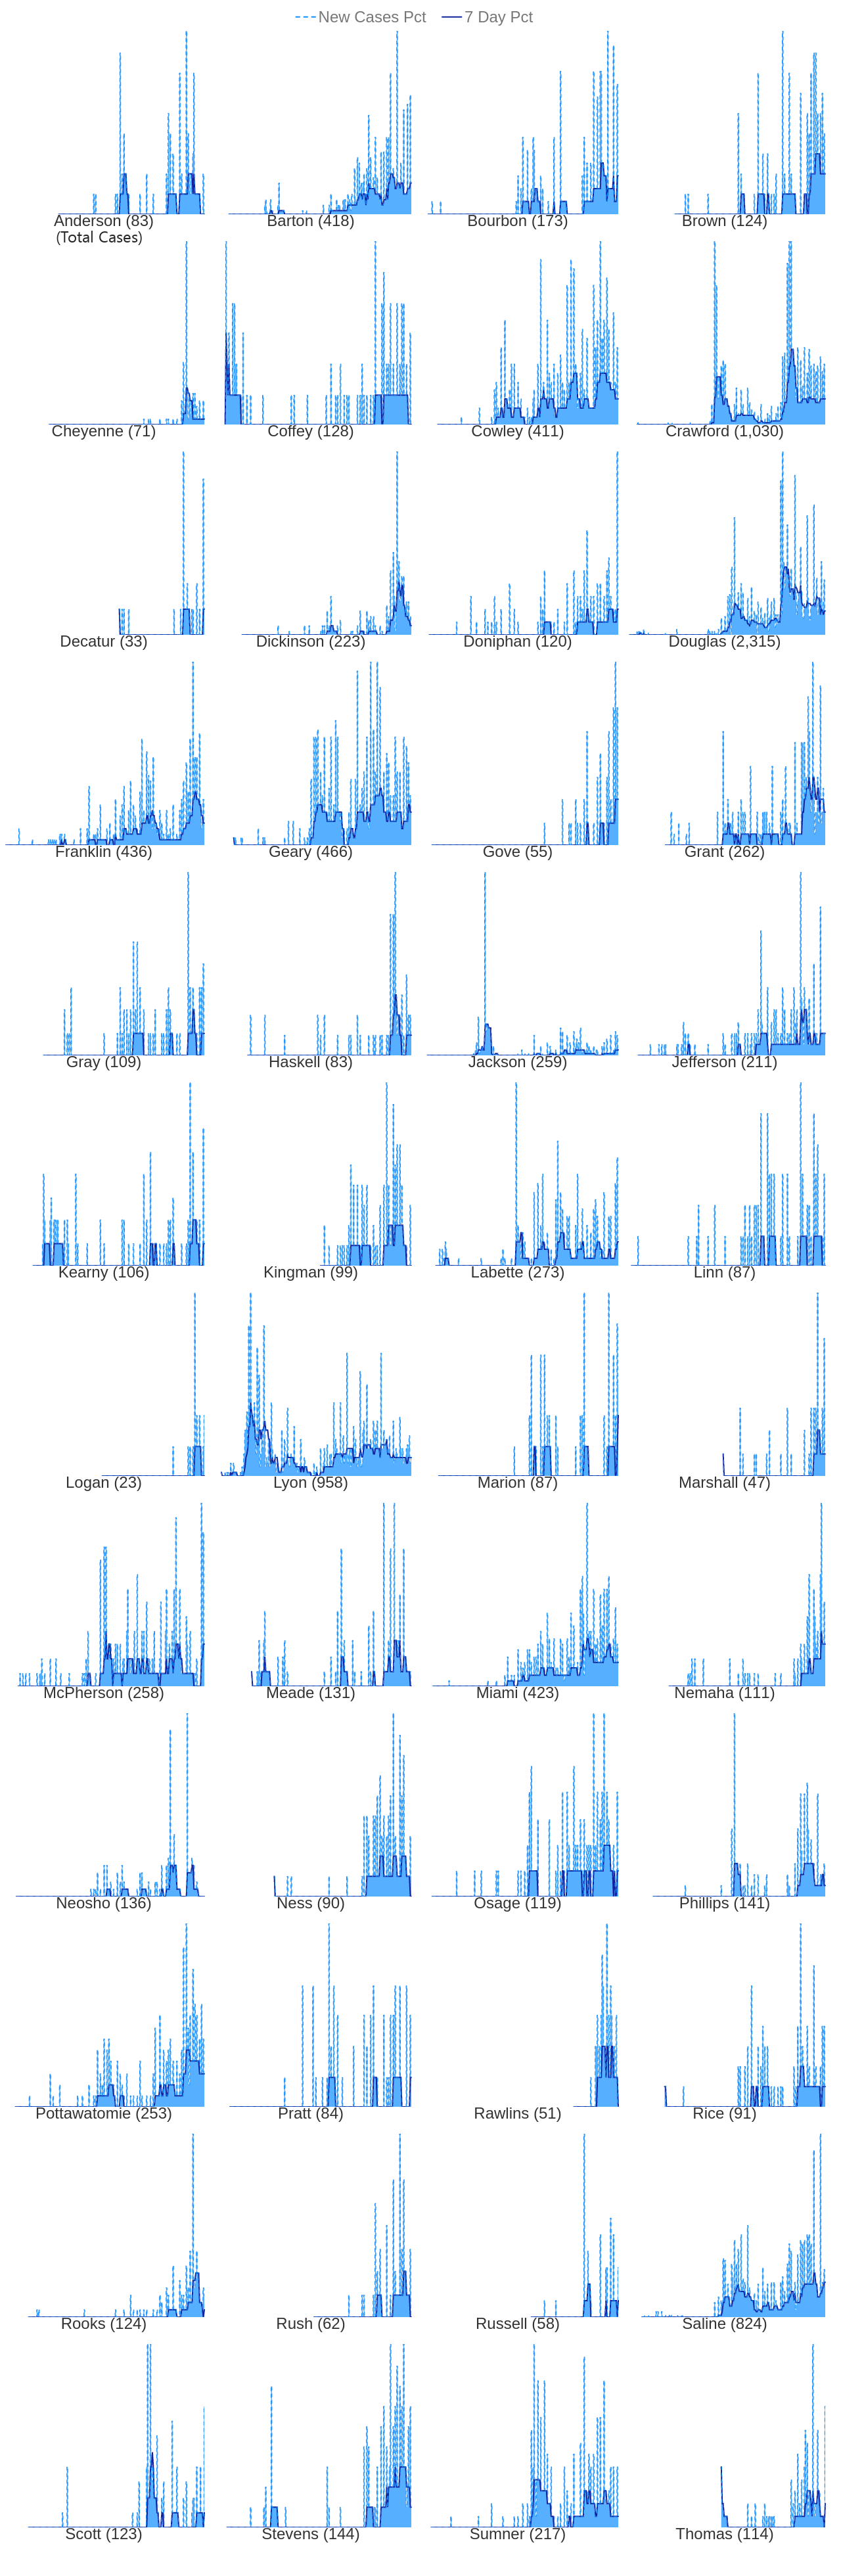 New Cases Pct 7 Day Pct
Anderson (83) Barton (418) Bourbon (173) Brown (124)
(Total Cases)
Cheyenne (71) Coffey (128) Cowley (411) Crawford (1,030)
Decatur (33) Dickinson (223) Doniphan (120) Douglas (2,315)
Franklin (436) Geary (466) Gove (55) Grant (262)
Gray (109) Haskell (83) Jackson (259) Jefferson (211)
Kearny (106) Kingman (99) Labette (273) Linn (87)
Logan (23) Lyon (958) Marion (87) Marshall (47)
McPherson (258) Meade (131) Miami (423) Nemaha (111)
Neosho (136) Ness (90) Osage (119) Phillips (141)
Pottawatomie (253) Pratt (84) Rawlins (51) Rice (91)
Rooks (124) Rush (62) Russell (58) Saline (824)
Scott (123) Stevens (144) Sumner (217) Thomas (114)